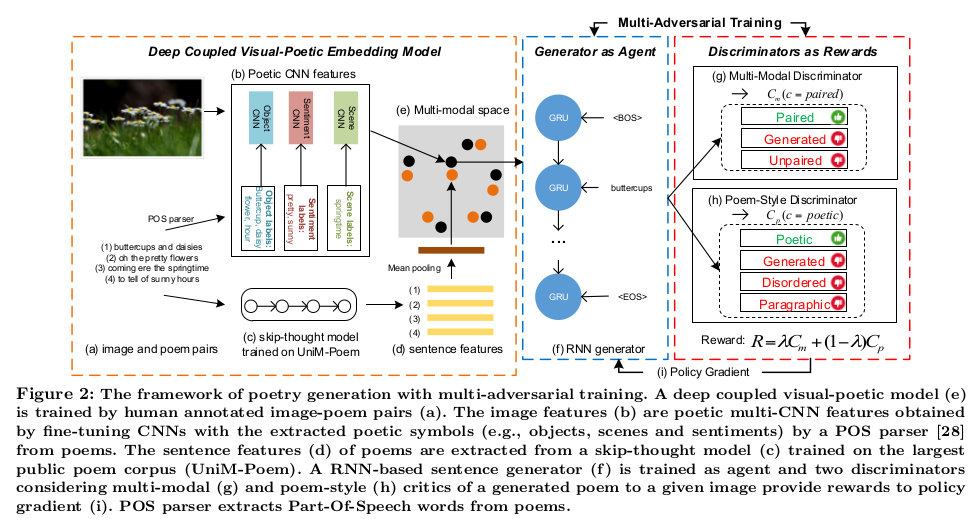 Multi-Adversarial Training
Deep Coupled Visual-Poetic Embedding Model
(b) Poetic CNN features
Object CNN
Sentiment CNN
Scene CNN
Object labels:
Buttercup, daisy
flower, hour
Sentiment
labels:
pretty, sunny
Scene labels:
springtime
POS parser
(1) buttercups and daisies
(2) oh the pretty flowers
(3) coming ere the springtime
(4) to tell of sunny hours
(a) image and poem pairs
(c) skip-thought model
trained on UniM-Poem
(e) Multi-modal space
Mean pooling
(1)
(2)
(3)
(4)
(d) sentence features
Generator as Agent
GRU
<BOS>
GRU
buttercups
...
GRU
<EOS>
(f) RNN generator
Discriminators as Rewards
(g) Multi-Modal Discriminator
C_m(c = paired)
Paired
Generated
Unpaired
(h) Poem-Style Discriminator
C_p(c = poetic)
Poetic
Generated
Disordered
Paragraphic
Reward: R=λC_m+(1−λ)C_p
(i) Policy Gradient
Figure 2: The framework of poetry generation with multi-adversarial training. A deep coupled visual-poetic model (e)
is trained by human annotated image-poem pairs (a). The image features (b) are poetic multi-CNN features obtained
by fine-tuning CNNs with the extracted poetic symbols (e.g., objects, scenes and sentiments) by a POS parser [28]
from poems. The sentence features (d) of poems are extracted from a skip-thought model (c) trained on the largest
public poem corpus (UniM-Poem). A RNN-based sentence generator (f) is trained as agent and two discriminators
considering multi-modal (g) and poem-style (h) critics of a generated poem to a given image provide rewards to policy
gradient (i). POS parser extracts Part-Of-Speech words from poems.